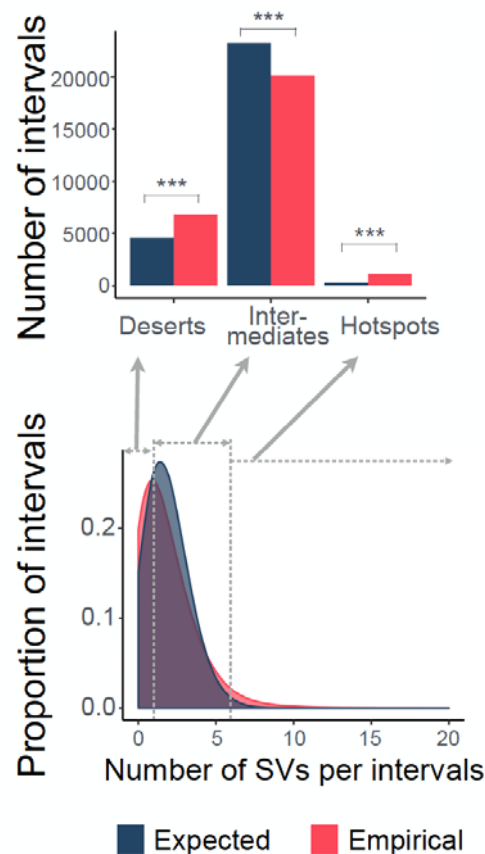 Number of intervals
***
20000
15000
10000
5000
0
***
***
Deserts
Inter-
mediates
Hotspots
Proportion of intervals
0.2
0.1
0.0
0
5
10
15
20
Number of SVs per intervals
Expected
Empirical